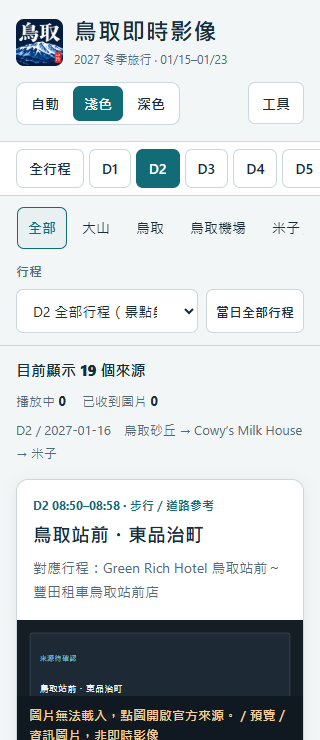 鳥取
鳥取即時影像
2027 冬季旅行 · 01/15–01/23
自動 淺色 深色 工具
全行程 D1 D2 D3 D4 D5
全部 大山 鳥取 鳥取機場 米子
行程
D2 全部行程（景點 當日全部行程
目前顯示 19 個來源
播放中 0 已收到圖片 0
D2 / 2027-01-16 鳥取砂丘 → Cowy's Milk House
→ 米子
D2 08:50–08:58 · 步行 / 道路參考
鳥取站前・東品治町
對應行程：Green Rich Hotel 鳥取站前～
豐田租車鳥取站前店
來源待確認
鳥取站前・東品治町
圖片無法載入，點圖開啟官方來源。 / 預覽 /
資訊圖片，非即時影像